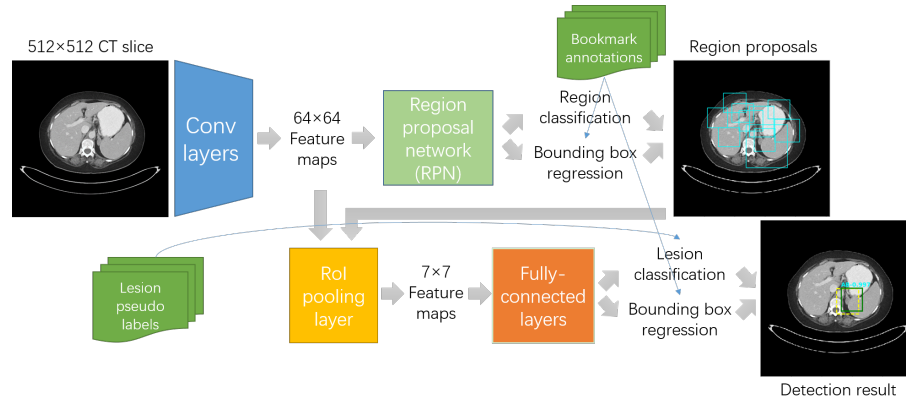 512×512 CT slice
Bookmark
annotations
Region proposals
Conv
layers
64×64
Feature
maps
Region
proposal
network
(RPN)
Region
classification
Bounding box
regression
Lesion
pseudo
labels
RoI
pooling
layer
7×7
Feature
maps
Fully-
connected
layers
Lesion
classification
Bounding box
regression
Detection result